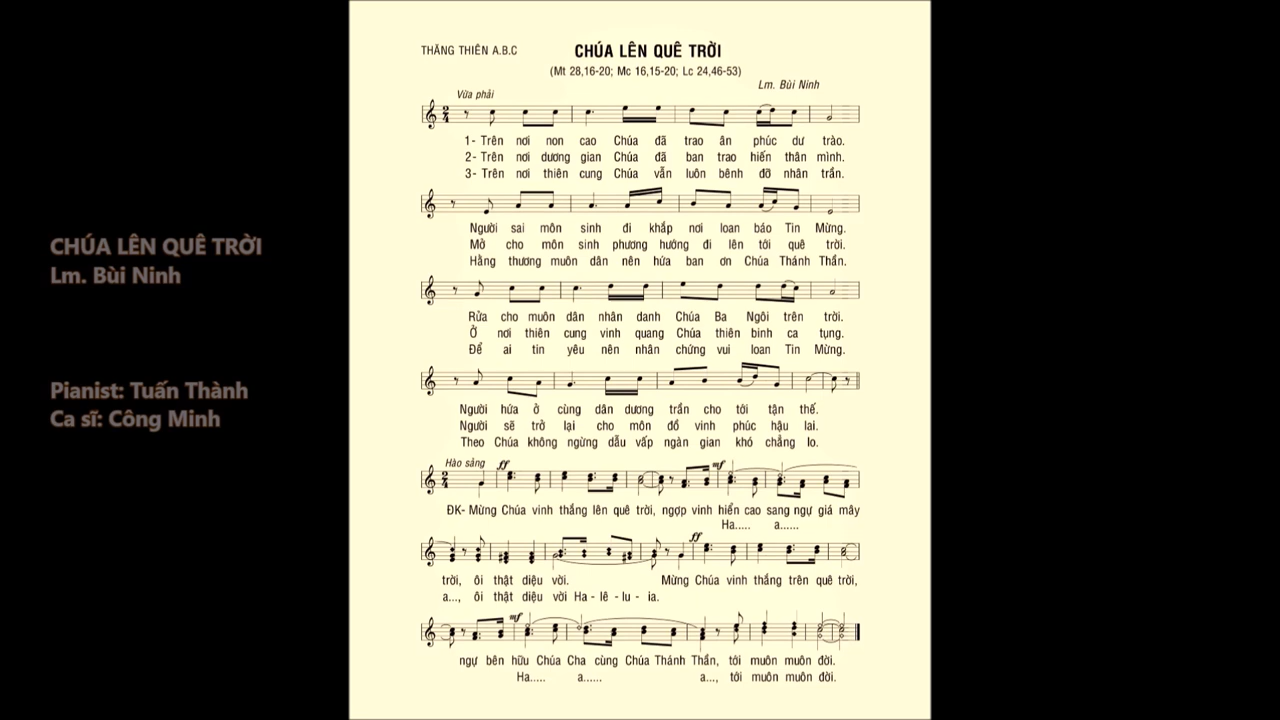 CHÚA LÊN QUÊ TRỜI
Lm. Bùi Ninh
Pianist: Tuấn Thành
Ca sĩ: Công Minh
THĂNG THIÊN A.B.C
CHÚA LÊN QUÊ TRỜI
(Mt 28,16-20; Mc 16,15-20; Lc 24,46-53)
Lm. Bùi Ninh
Vừa phải
1- Trên nơi non cao Chúa đã trao ân phúc dư trào.
2- Trên nơi dương gian Chúa đã ban trao hiến thân mình.
3- Trên nơi thiên cung Chúa vẫn luôn bênh đỡ nhân trần.
Người sai môn sinh đi khắp nơi loan báo Tin Mừng.
Mở cho môn sinh phương hướng đi lên tới quê trời.
Hằng thương muôn dân nên hứa ban ơn Chúa Thánh Thần.
Rửa cho muôn dân nhân danh Chúa Ba Ngôi trên trời.
Ở nơi thiên cung vinh quang Chúa thiên binh ca tụng.
Để ai tin yêu nên nhân chứng vui loan Tin Mừng.
Người hứa ở cùng dân dương trần cho tới tận thế.
Người sẽ trở lại cho môn đồ vinh phúc hậu lai.
Theo Chúa không ngừng dẫu vấp ngàn gian khó chẳng lo.
Hào sảng ff mf
ĐK- Mừng Chúa vinh thắng lên quê trời, ngợp vinh hiển cao sang ngự giá mây
Ha..... a......
ff
trời, ôi thật diệu vời. Mừng Chúa vinh thắng trên quê trời,
a..., ôi thật diệu vời Ha - lê - lu - ia.
mf
ngự bên hữu Chúa Cha cùng Chúa Thánh Thần, tới muôn muôn đời.
Ha..... a...... a..., tới muôn muôn đời.